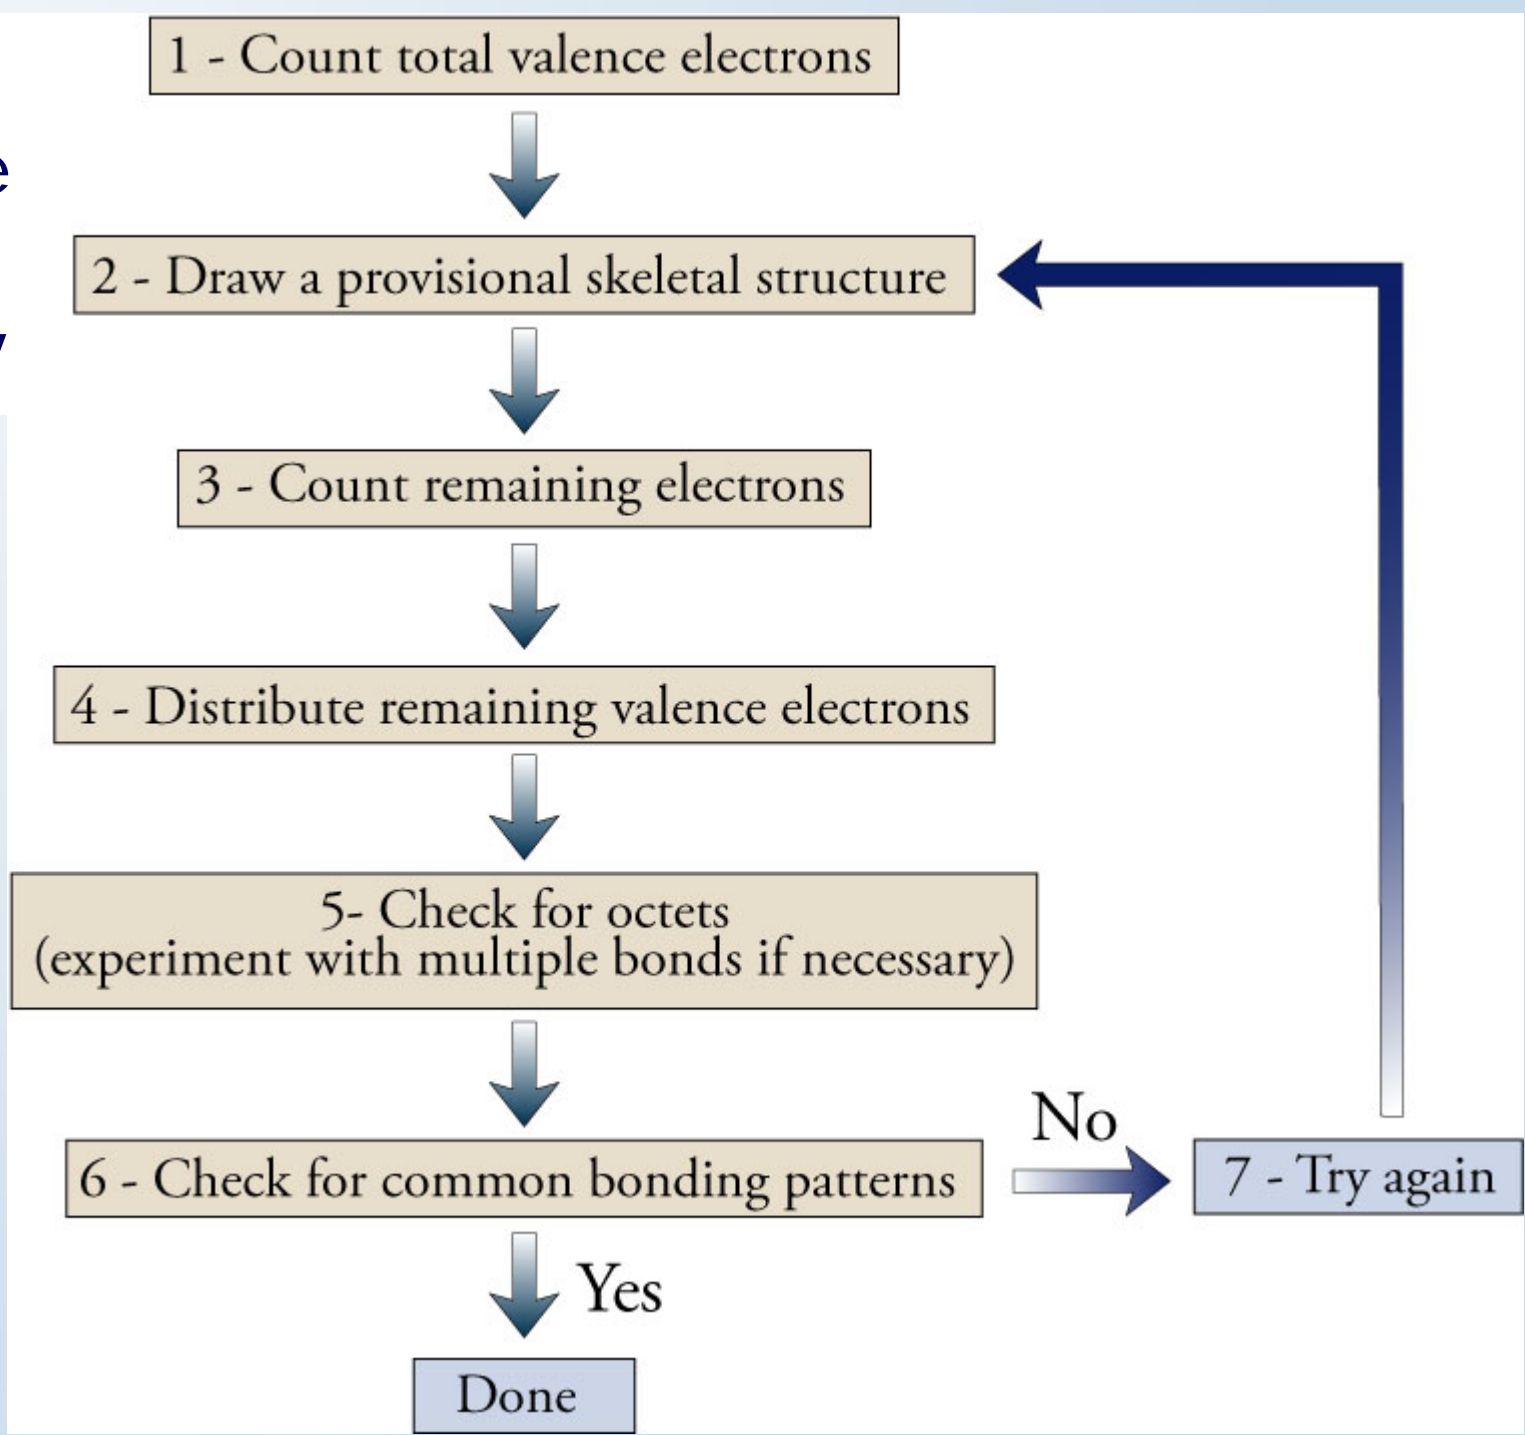 1 - Count total valence electrons
2 - Draw a provisional skeletal structure
3 - Count remaining electrons
4 - Distribute remaining valence electrons
5- Check for octets
(experiment with multiple bonds if necessary)
No
6 - Check for common bonding patterns
7 - Try again
Yes
Done